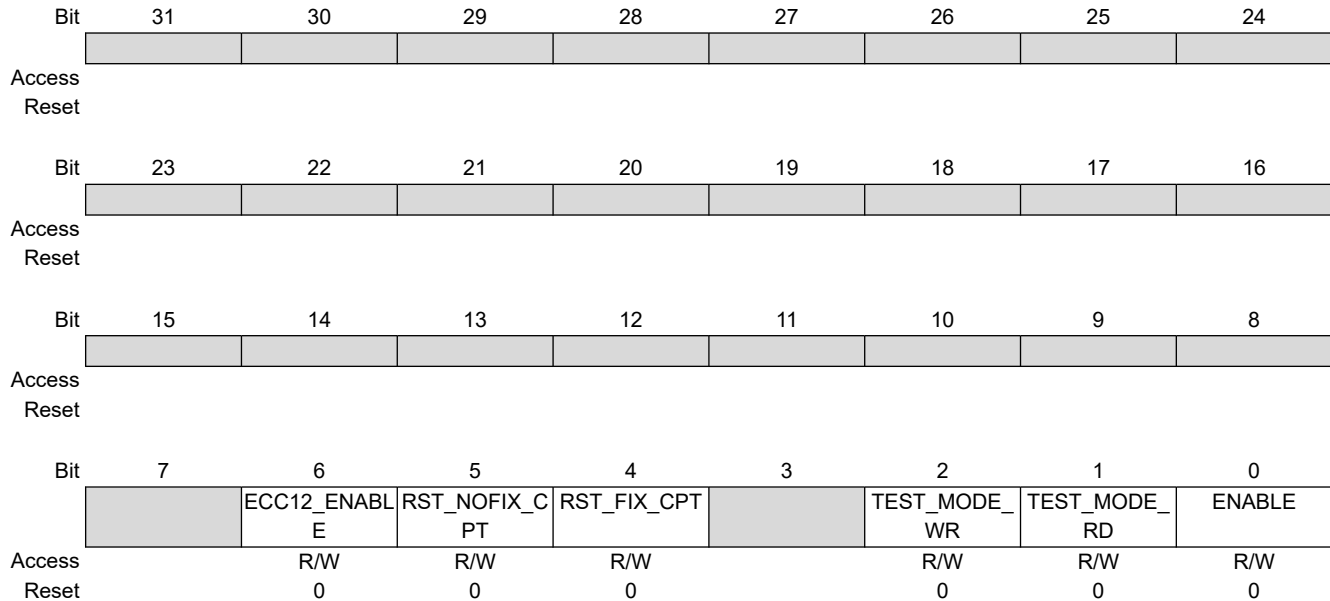 Bit 31 30 29 28 27 26 25 24
Access
Reset
Bit 23 22 21 20 19 18 17 16
Access
Reset
Bit 15 14 13 12 11 10 9 8
Access
Reset
Bit 7 6 5 4 3 2 1 0
ECC12_ENABL RST_NOFIX_C RST_FIX_CPT TEST_MODE_ TEST_MODE_ ENABLE
E PT WR RD
Access R/W R/W R/W R/W R/W R/W
Reset 0 0 0 0 0 0